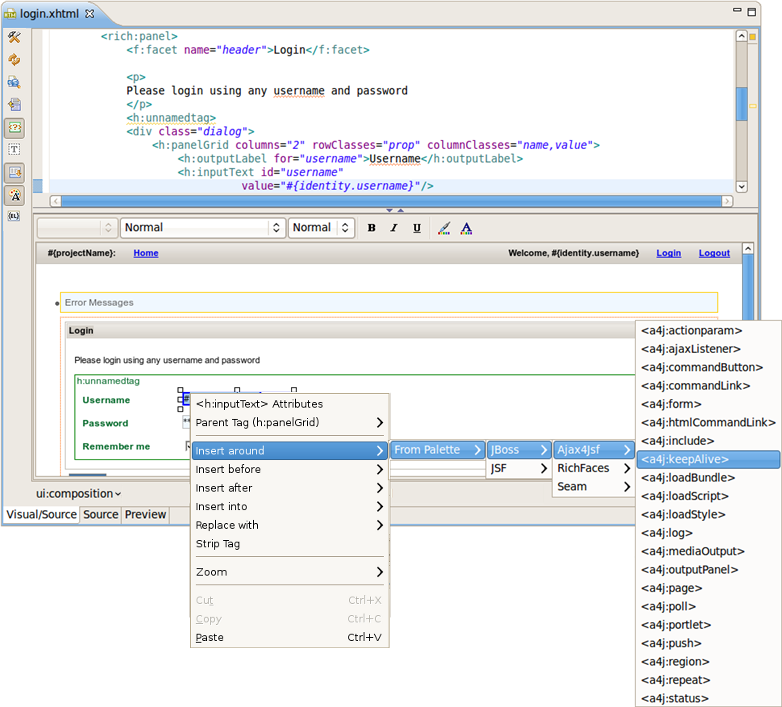 login.xhtml
<rich:panel>
<f:facet name="header">Login</f:facet>
<p>
Please login using any username and password
</p>
<h:unnamedtag>
<div class="dialog">
<h:panelGrid columns="2" rowClasses="prop" columnClasses="name,value">
<h:outputLabel for="username">Username</h:outputLabel>
<h:inputText id="username"
value="#{identity.username}"/>
Normal Normal B I U A
#{projectName}: Home Welcome, #{identity.username} Login Logout
Error Messages
Login
Please login using any username and password
h:unnamedtag
Username #
Password **
Remember me
ui:composition
Visual/Source Source Preview
<h:inputText> Attributes
Parent Tag (h:panelGrid)
Insert around
Insert before
Insert after
Insert into
Replace with
Strip Tag
Zoom
Cut Ctrl+X
Copy Ctrl+C
Paste Ctrl+V
From Palette
JBoss
JSF
Ajax4Jsf
RichFaces
Seam
<a4j:actionparam>
<a4j:ajaxListener>
<a4j:commandButton>
<a4j:commandLink>
<a4j:form>
<a4j:htmlCommandLink>
<a4j:include>
<a4j:keepAlive>
<a4j:loadBundle>
<a4j:loadScript>
<a4j:loadStyle>
<a4j:log>
<a4j:mediaOutput>
<a4j:outputPanel>
<a4j:page>
<a4j:poll>
<a4j:portlet>
<a4j:push>
<a4j:region>
<a4j:repeat>
<a4j:status>